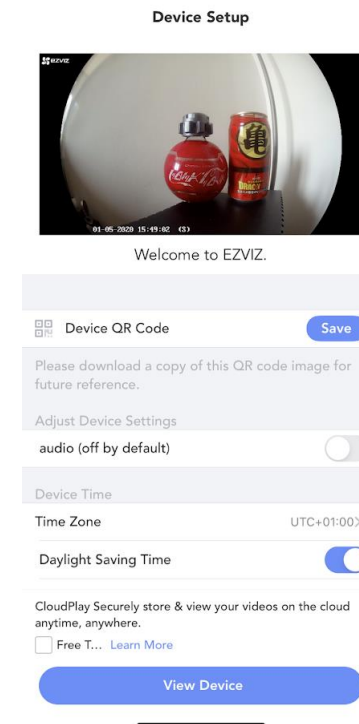 Device Setup
EZVIZ
亀
01-05-2020 15:49:02 (3)
Welcome to EZVIZ.
Device QR Code
Save
Please download a copy of this QR code image for
future reference.
Adjust Device Settings
audio (off by default)
Device Time
Time Zone
UTC+01:00
Daylight Saving Time
CloudPlay Securely store & view your videos on the cloud
anytime, anywhere.
Free T... Learn More
View Device